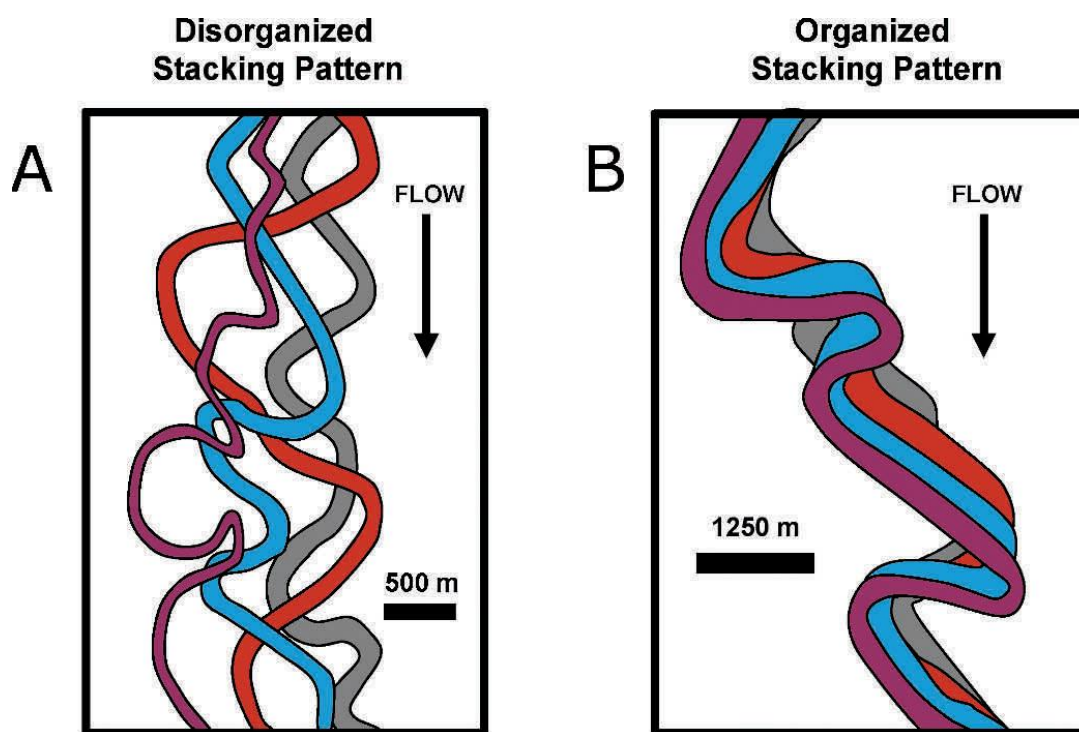 Disorganized
Stacking Pattern
A
FLOW
500 m
Organized
Stacking Pattern
B
FLOW
1250 m